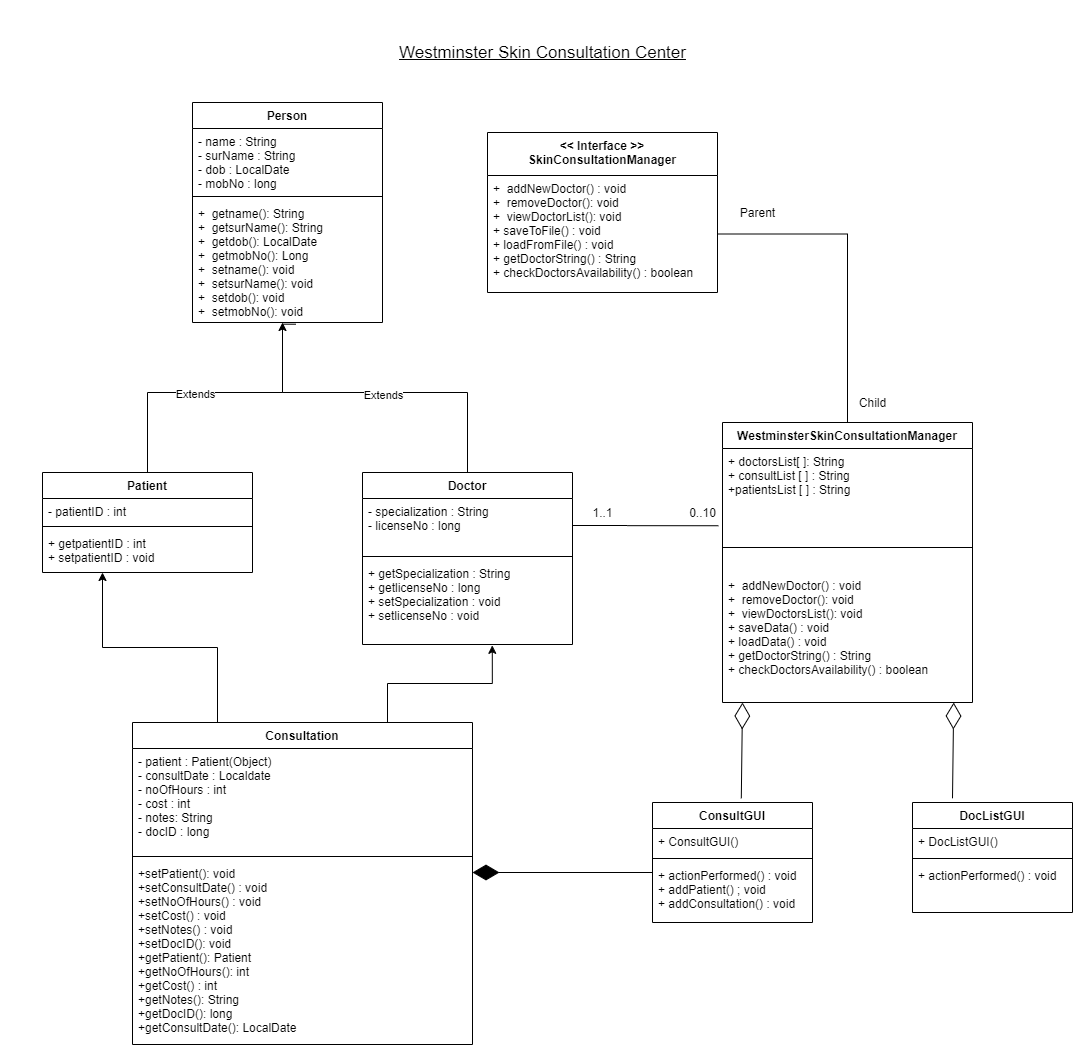 Westminster Skin Consultation Center
Person
- name : String
- surName : String
- dob : LocalDate
- mobNo : long
+ getname(): String
+ getsurName(): String
+ getdob(): LocalDate
+ getmobNo(): Long
+ setname(): void
+ setsurName(): void
+ setdob(): void
+ setmobNo(): void
<< Interface >>
SkinConsultationManager
+ addNewDoctor() : void
+ removeDoctor(): void
+ viewDoctorList(): void
+ saveToFile() : void
+ loadFromFile() : void
+ getDoctorString() : String
+ checkDoctorsAvailability() : boolean
Parent
Child
Extends
Extends
Patient
- patientID : int
+ getpatientID : int
+ setpatientID : void
Doctor
- specialization : String
- licenseNo : long
+ getSpecialization : String
+ getlicenseNo : long
+ setSpecialization : void
+ setlicenseNo : void
1..1
0..10
WestminsterSkinConsultationManager
+ doctorsList[ ]: String
+ consultList [ ] : String
+patientsList [ ] : String
+ addNewDoctor() : void
+ removeDoctor(): void
+ viewDoctorsList(): void
+ saveData() : void
+ loadData() : void
+ getDoctorString() : String
+ checkDoctorsAvailability() : boolean
Consultation
- patient : Patient(Object)
- consultDate : Localdate
- noOfHours : int
- cost : int
- notes: String
- docID : long
+setPatient(): void
+setConsultDate() : void
+setNoOfHours() : void
+setCost() : void
+setNotes() : void
+setDocID(): void
+getPatient(): Patient
+getNoOfHours(): int
+getCost() : int
+getNotes(): String
+getDocID(): long
+getConsultDate(): LocalDate
ConsultGUI
+ ConsultGUI()
+ actionPerformed() : void
+ addPatient() ; void
+ addConsultation() : void
DocListGUI
+ DocListGUI()
+ actionPerformed() : void